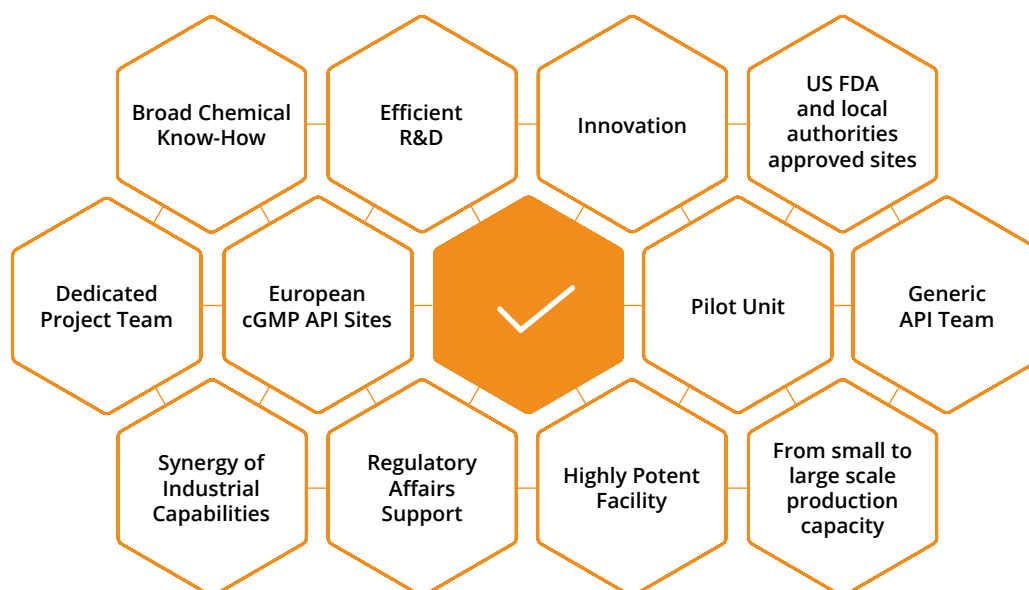 Broad Chemical
Know-How
Efficient
R&D
Innovation
US FDA
and local
authorities
approved sites
Dedicated
Project Team
European
cGMP API Sites
Pilot Unit
Generic
API Team
Synergy of
Industrial
Capabilities
Regulatory
Affairs
Support
Highly Potent
Facility
From small to
large scale
production
capacity